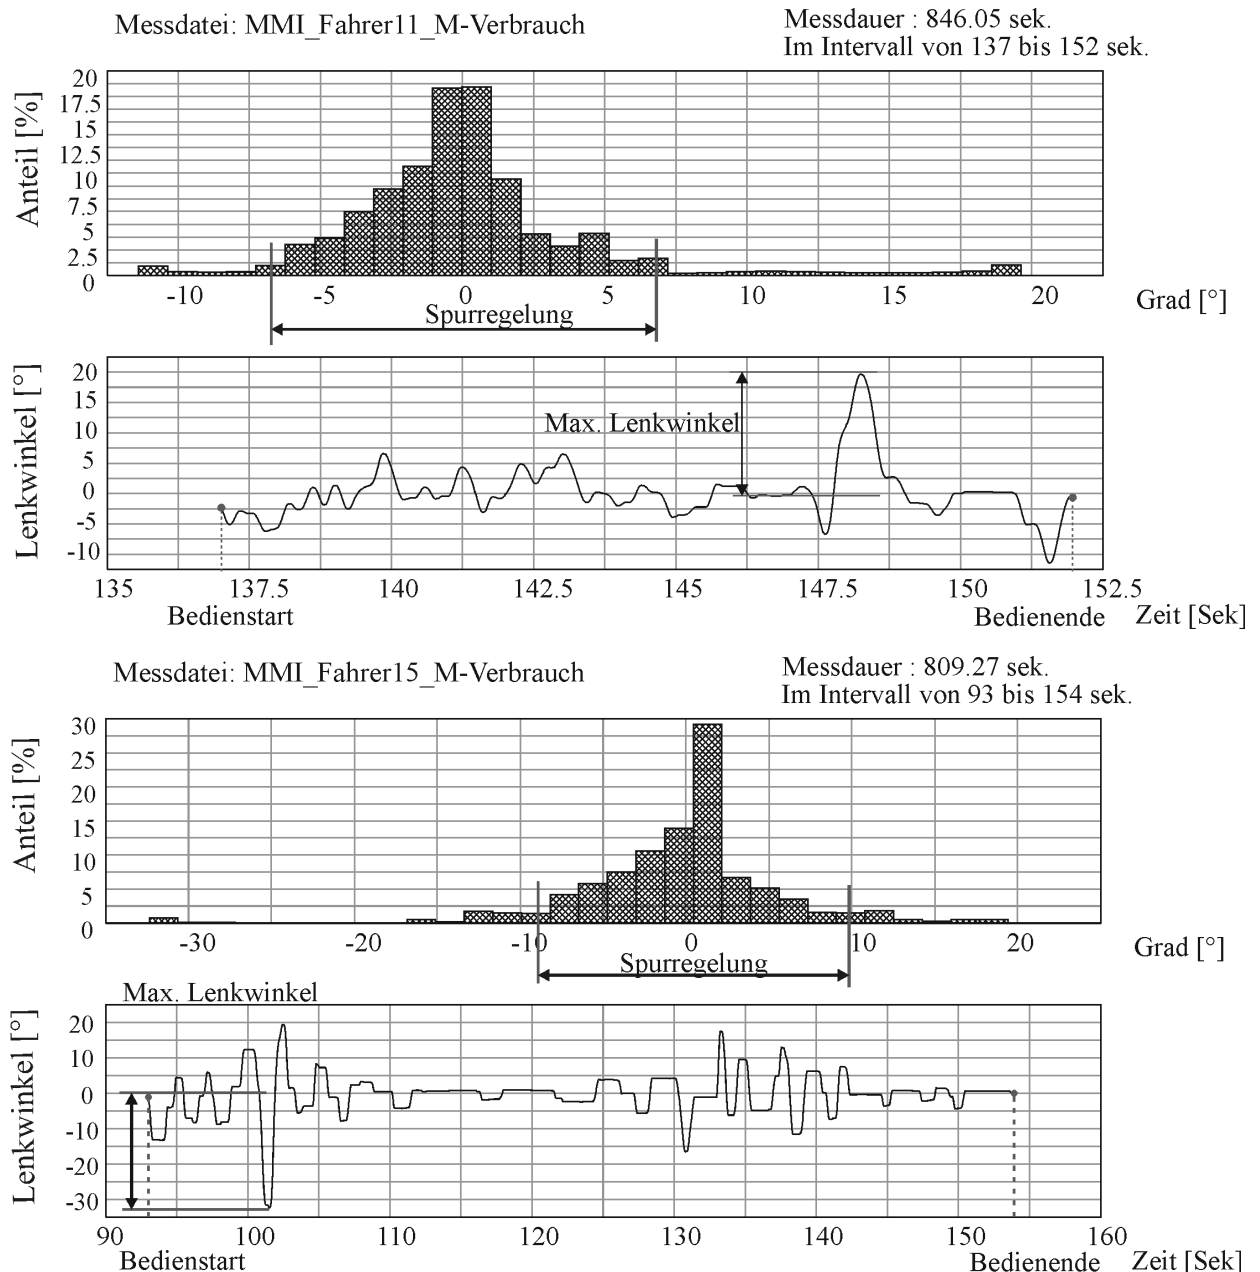 Messdatei: MMI_Fahrer11_M-Verbrauch
Messdauer : 846.05 sek.
Im Intervall von 137 bis 152 sek.
Anteil [%]
20
17.5
15
12.5
10
7.5
5
2.5
0
-10 -5 0 5 10 15 20 Grad [°]
Spurregelung
Lenkwinkel [°]
20
15
10
5
0
-5
-10
Max. Lenkwinkel
135 137.5 140 142.5 145 147.5 150 152.5
Bedienstart Bedienende Zeit [Sek]
Messdatei: MMI_Fahrer15_M-Verbrauch
Messdauer : 809.27 sek.
Im Intervall von 93 bis 154 sek.
Anteil [%]
30
25
20
15
10
5
0
-30 -20 -10 0 10 20 Grad [°]
Spurregelung
Max. Lenkwinkel
Lenkwinkel [°]
20
10
0
-10
-20
-30
90 100 110 120 130 140 150 160
Bedienstart Bedienende Zeit [Sek]